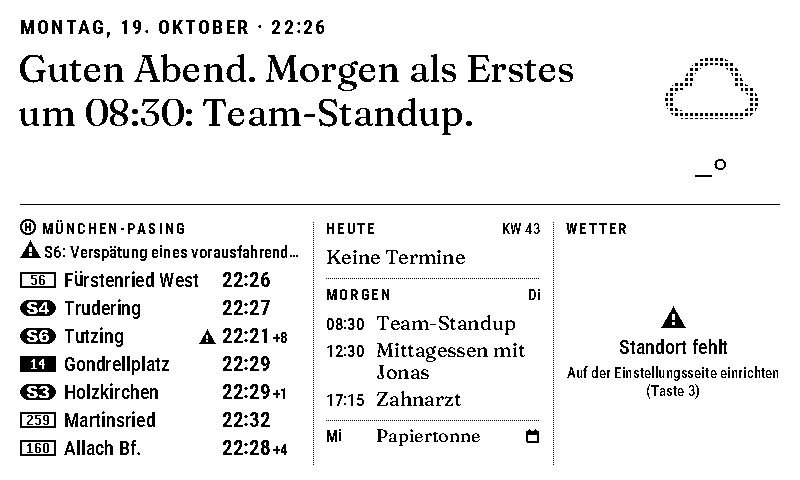 MONTAG, 19. OKTOBER · 22:26
Guten Abend. Morgen als Erstes
um 08:30: Team-Standup.
_°
H MÜNCHEN-PASING
S6: Verspätung eines vorausfahrend...
56 Fürstenried West 22:26
S4 Trudering 22:27
S6 Tutzing 22:21 +8
14 Gondrellplatz 22:29
S3 Holzkirchen 22:29 +1
259 Martinsried 22:32
160 Allach Bf. 22:28 +4
HEUTE KW 43
Keine Termine
MORGEN Di
08:30 Team-Standup
12:30 Mittagessen mit
Jonas
17:15 Zahnarzt
Mi Papiertonne
WETTER
Standort fehlt
Auf der Einstellungsseite einrichten
(Taste 3)